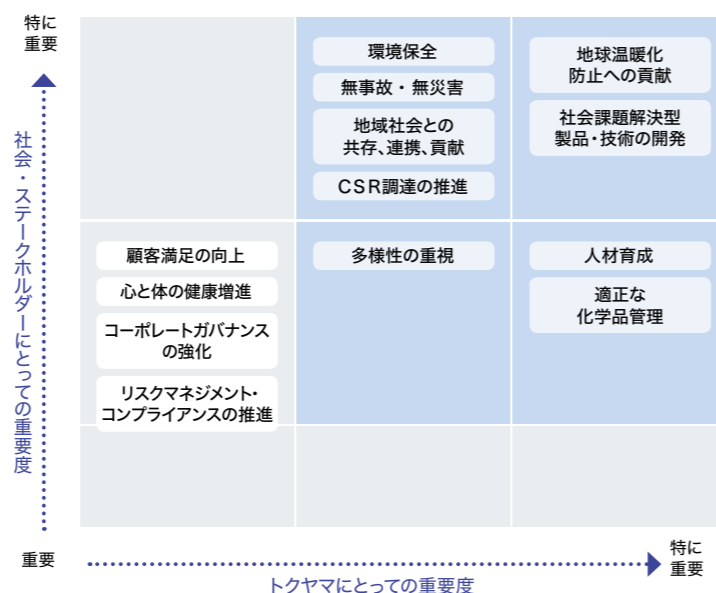 特に
重要
社会・ステークホルダーにとっての重要度
環境保全
無事故・無災害
地域社会との
共存、連携、貢献
CSR調達の推進
地球温暖化
防止への貢献
社会課題解決型
製品・技術の開発
顧客満足の向上
心と体の健康増進
コーポレートガバナンス
の強化
リスクマネジメント・
コンプライアンスの推進
多様性の重視
人材育成
適正な
化学品管理
重要
トクヤマにとっての重要度
特に
重要